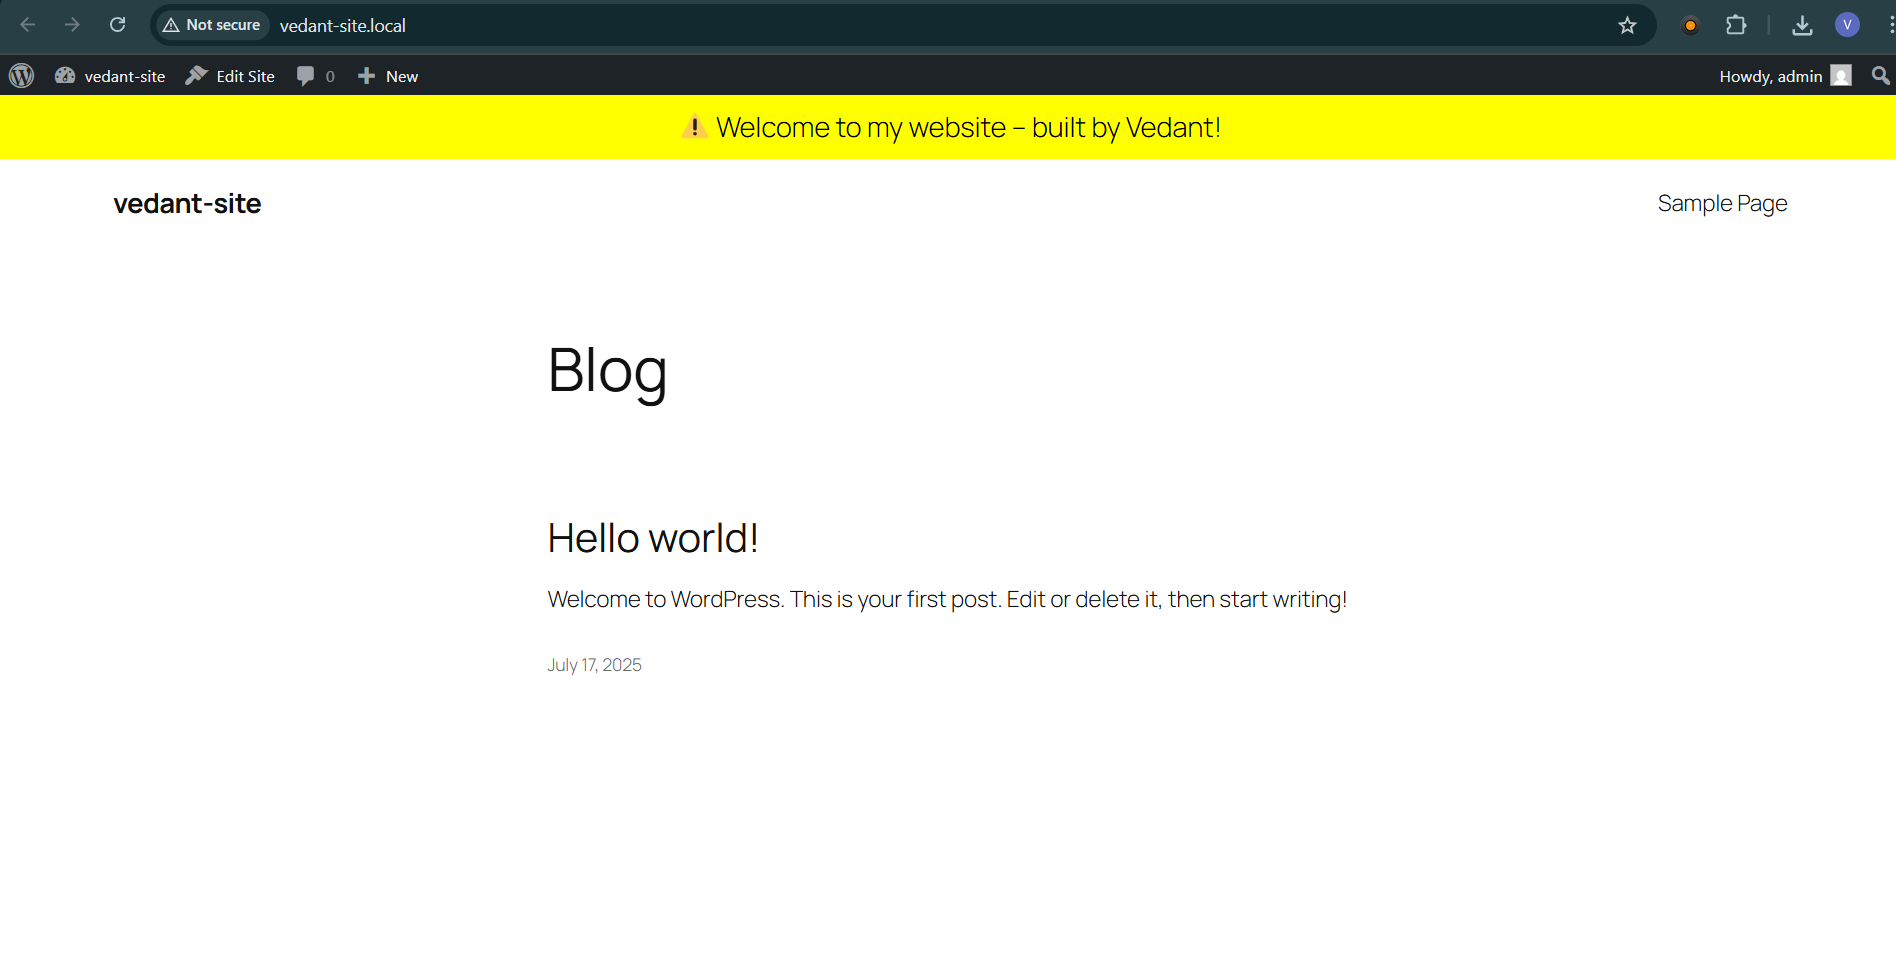 Not secure vedant-site.local V
vedant-site Edit Site 0 New Howdy, admin
⚠️ Welcome to my website – built by Vedant!
vedant-site Sample Page
Blog
Hello world!
Welcome to WordPress. This is your first post. Edit or delete it, then start writing!
July 17, 2025